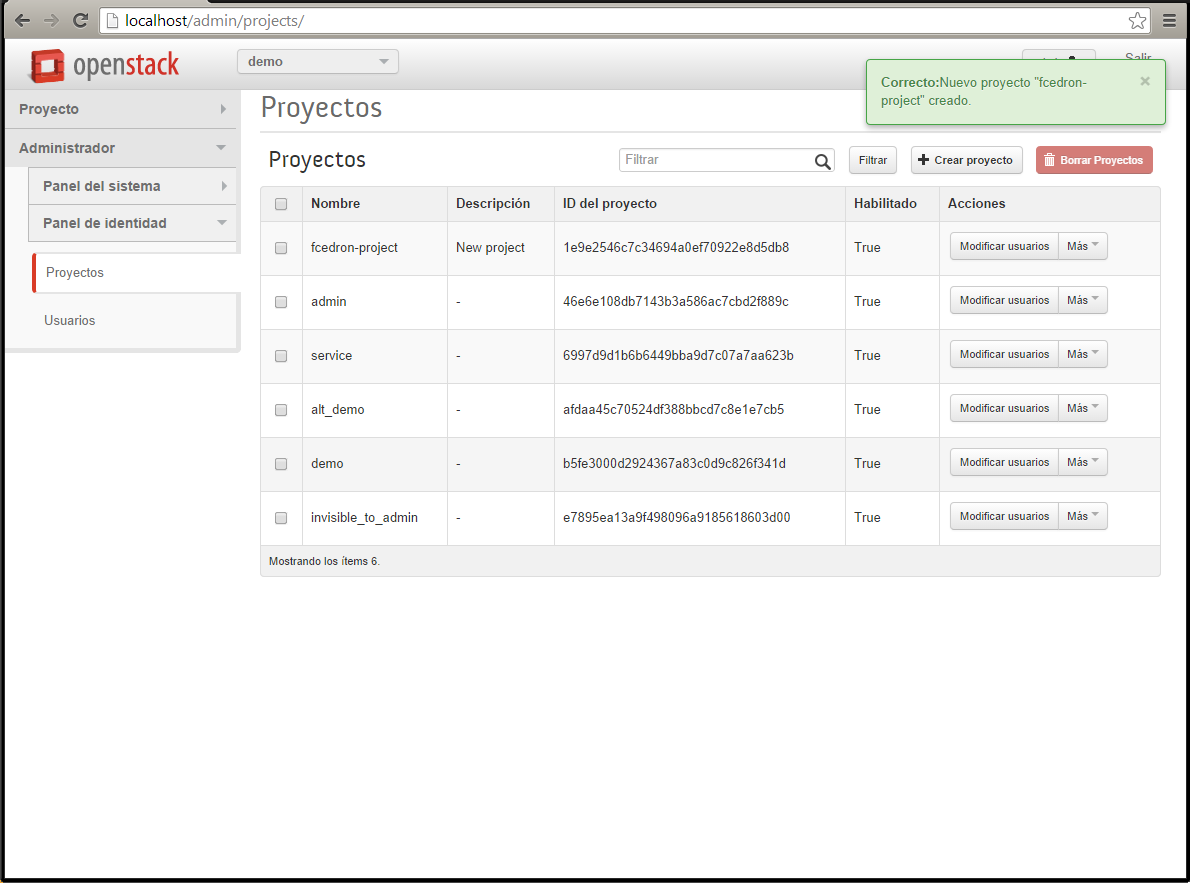 localhost/admin/projects/
openstack
demo
Salir
Correcto:Nuevo proyecto "fcedron-
project" creado.
×
Proyecto
Administrador
Panel del sistema
Panel de identidad
Proyectos
Usuarios
Proyectos
Proyectos
Filtrar
Filtrar
+ Crear proyecto
Borrar Proyectos
Nombre Descripción ID del proyecto Habilitado Acciones
fcedron-project New project 1e9e2546c7c34694a0ef70922e8d5db8 True Modificar usuarios Más
admin - 46e6e108db7143b3a586ac7cbd2f889c True Modificar usuarios Más
service - 6997d9d1b6b6449bba9d7c07a7aa623b True Modificar usuarios Más
alt_demo - afdaa45c70524df388bbcd7c8e1e7cb5 True Modificar usuarios Más
demo - b5fe3000d2924367a83c0d9c826f341d True Modificar usuarios Más
invisible_to_admin - e7895ea13a9f498096a9185618603d00 True Modificar usuarios Más
Mostrando los ítems 6.